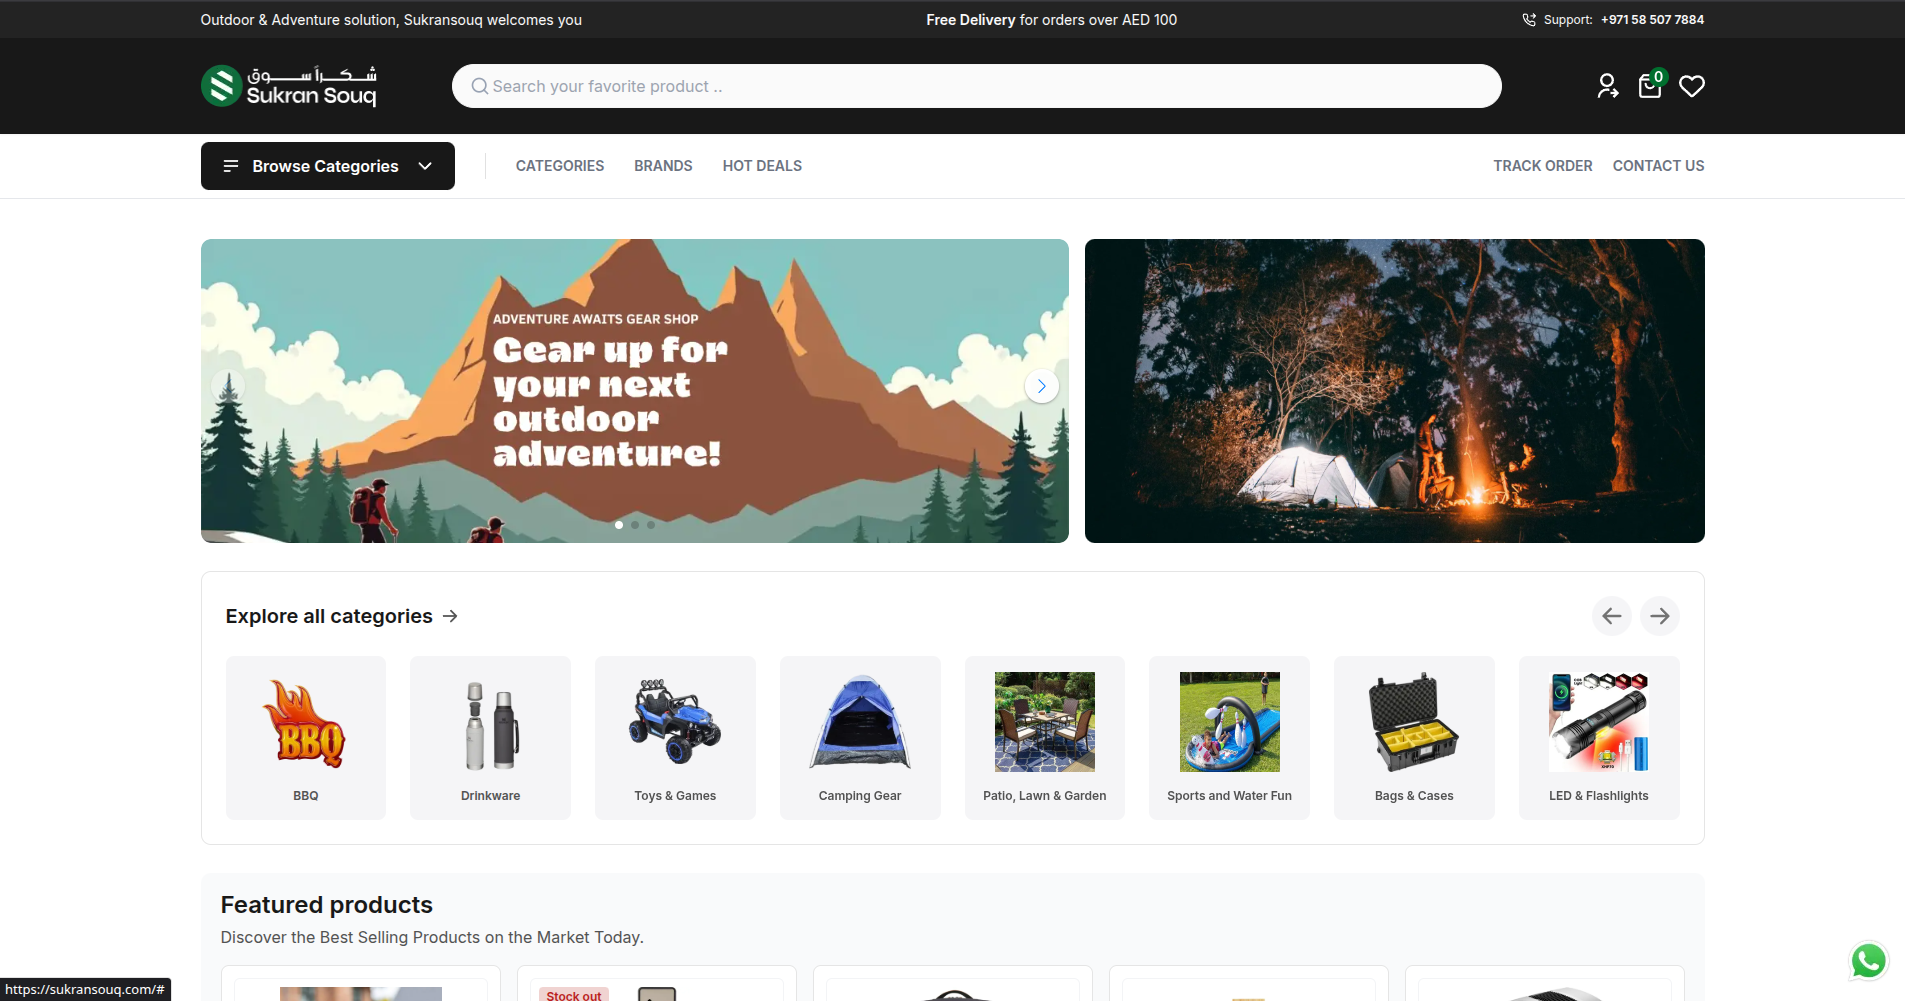 Outdoor & Adventure solution, Sukransouq welcomes you
Free Delivery for orders over AED 100
Support: +971 58 507 7884
شكراً سوق
Sukran Souq
Search your favorite product ..
0
Browse Categories
CATEGORIES
BRANDS
HOT DEALS
TRACK ORDER
CONTACT US
ADVENTURE AWAITS GEAR SHOP
Gear up for
your next
outdoor
adventure!
Explore all categories
BBQ
BBQ
Drinkware
Toys & Games
Camping Gear
Patio, Lawn & Garden
Sports and Water Fun
Bags & Cases
LED & Flashlights
Featured products
Discover the Best Selling Products on the Market Today.
Stock out
https://sukransouq.com/#